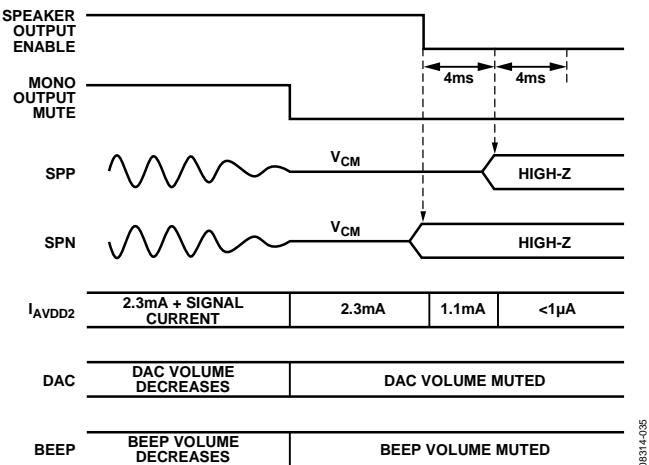 SPEAKER
OUTPUT
ENABLE
4ms 4ms
MONO
OUTPUT
MUTE
SPP
VCM
HIGH-Z
SPN
VCM
HIGH-Z
IAVDD2
2.3mA + SIGNAL
CURRENT
2.3mA
1.1mA
<1µA
DAC
DAC VOLUME
DECREASES
DAC VOLUME MUTED
BEEP
BEEP VOLUME
DECREASES
BEEP VOLUME MUTED
08314-035